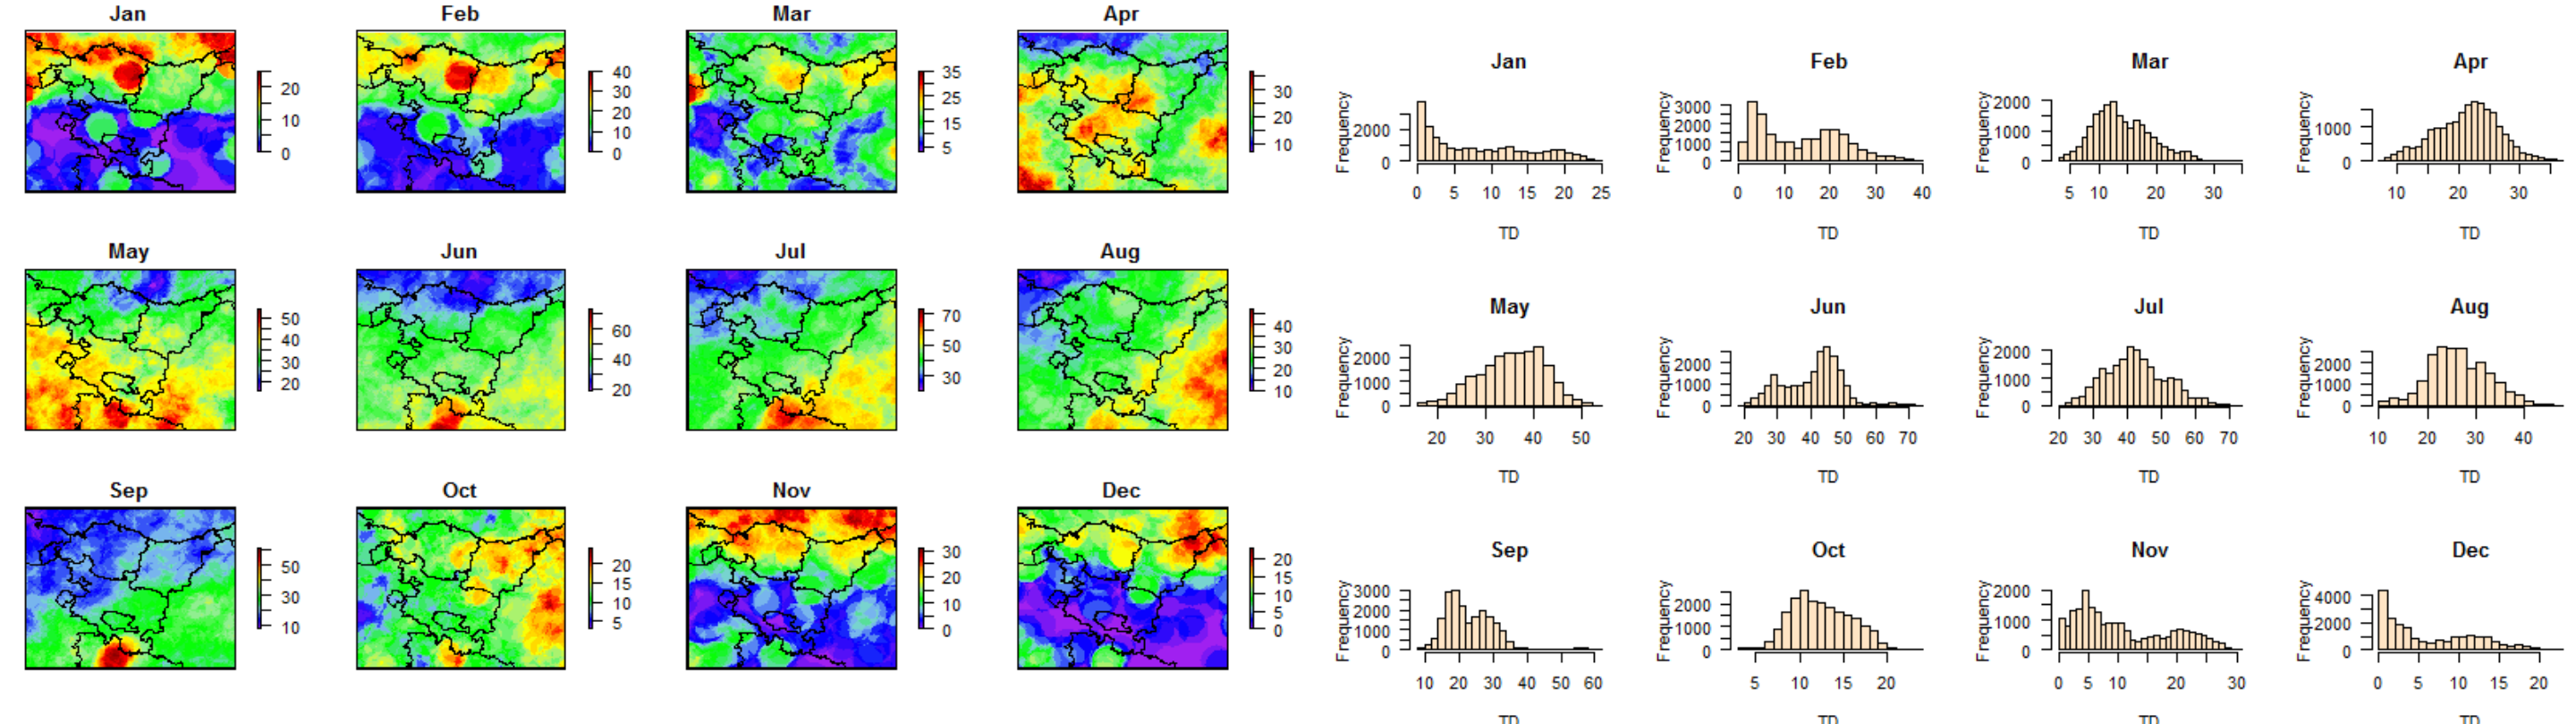 Jan
20
10
0
Feb
40
30
20
10
0
Mar
35
25
15
5
Apr
30
20
10
May
50
40
30
20
Jun
60
40
20
Jul
70
50
30
Aug
40
30
20
10
Sep
50
30
10
Oct
20
15
10
5
Nov
30
20
10
0
Dec
20
15
10
5
0
Jan
Frequency
2000
0
0 5 10 15 20 25
TD
Feb
Frequency
3000
2000
1000
0
0 10 20 30 40
TD
Mar
Frequency
2000
1000
0
5 10 20 30
TD
Apr
Frequency
1000
0
10 20 30
TD
May
Frequency
2000
1000
0
20 30 40 50
TD
Jun
Frequency
2000
1000
0
20 30 40 50 60 70
TD
Jul
Frequency
2000
1000
0
20 30 40 50 60 70
TD
Aug
Frequency
2000
1000
0
10 20 30 40
TD
Sep
Frequency
3000
2000
1000
0
10 20 30 40 50 60
TD
Oct
Frequency
2000
1000
0
5 10 15 20
TD
Nov
Frequency
2000
1000
0
0 5 10 20 30
TD
Dec
Frequency
4000
2000
0
0 5 10 15 20
TD